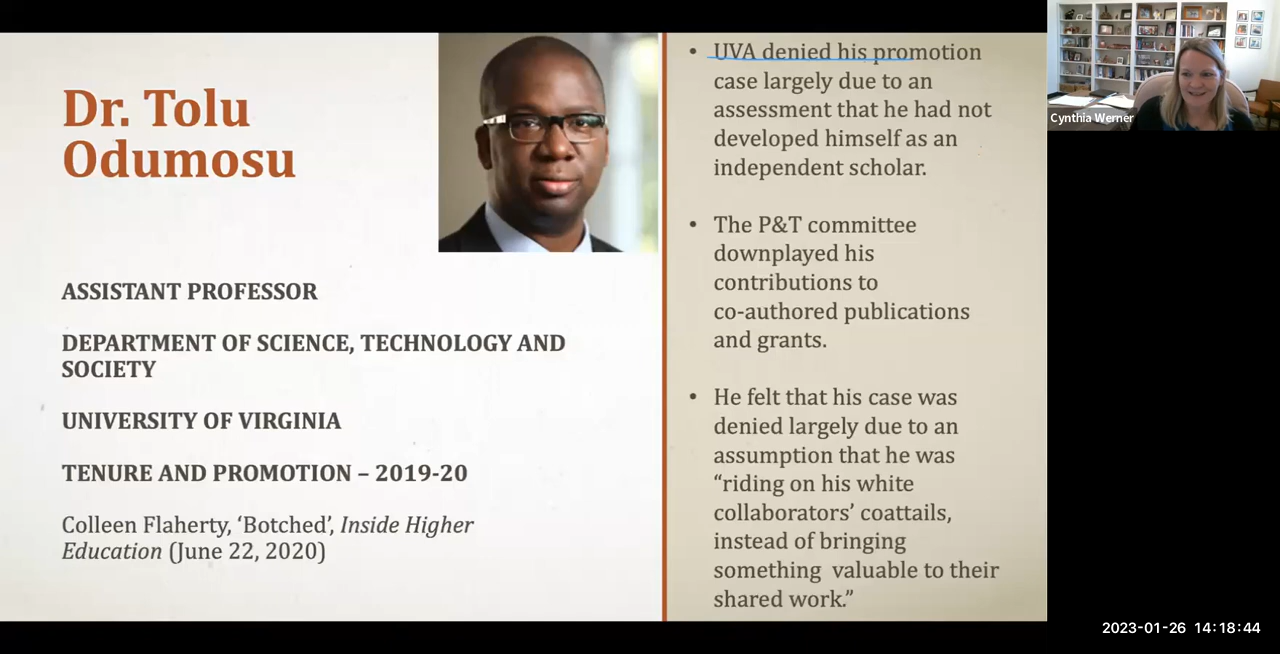 Dr. Tolu
Odumosu
ASSISTANT PROFESSOR
DEPARTMENT OF SCIENCE, TECHNOLOGY AND
SOCIETY
UNIVERSITY OF VIRGINIA
TENURE AND PROMOTION – 2019-20
Colleen Flaherty, ‘Botched’, Inside Higher
Education (June 22, 2020)
• UVA denied his promotion
case largely due to an
assessment that he had not
developed himself as an
independent scholar.
• The P&T committee
downplayed his
contributions to
co-authored publications
and grants.
• He felt that his case was
denied largely due to an
assumption that he was
“riding on his white
collaborators’ coattails,
instead of bringing
something  valuable to their
shared work.”
Cynthia Werner
2023-01-26 14:18:44